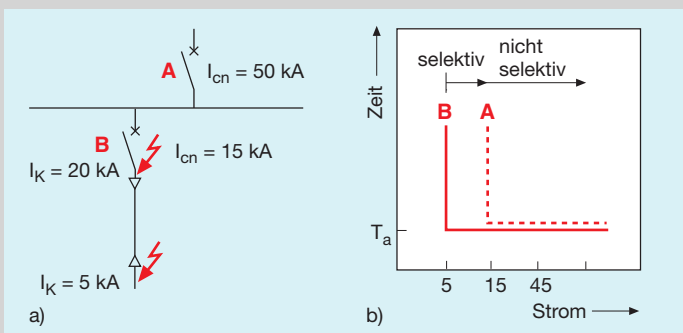 A I_cn = 50 kA
B
I_cn = 15 kA
I_K = 20 kA
I_K = 5 kA
a)
Zeit
selektiv
nicht
selektiv
B A
T_a
5 15 45
Strom
b)